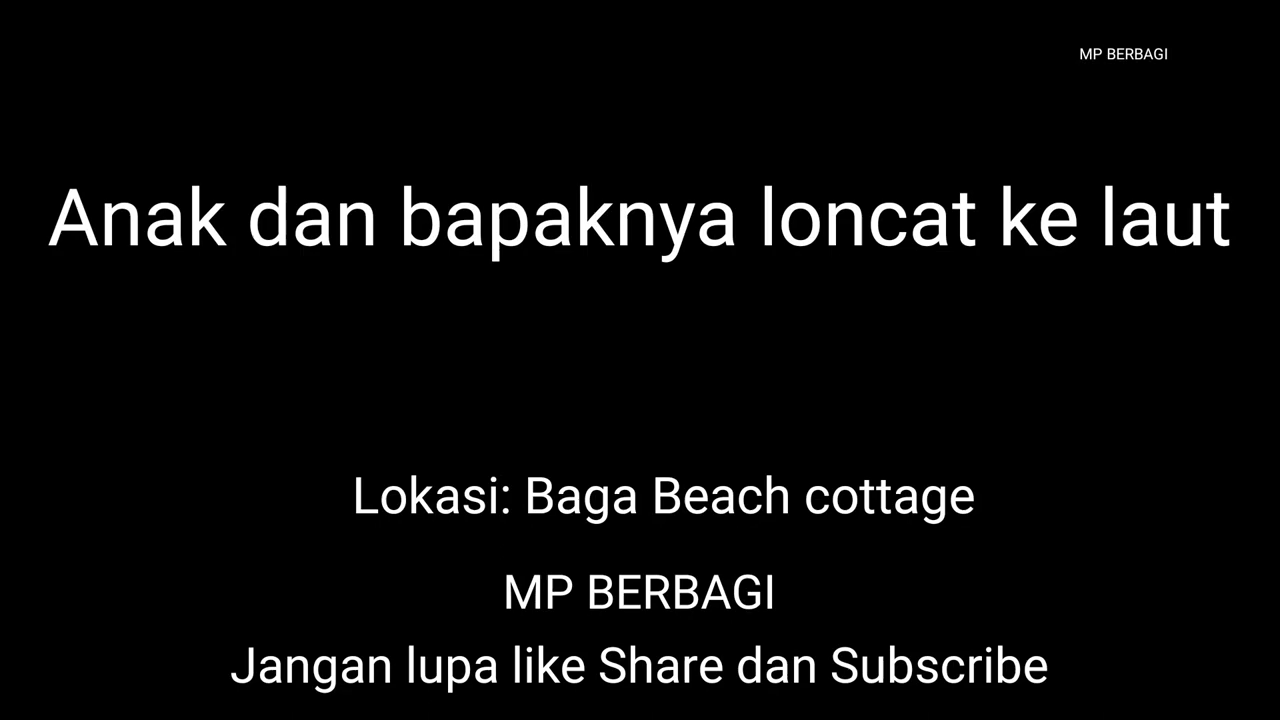 MP BERBAGI
Anak dan bapaknya loncat ke laut
Lokasi: Baga Beach cottage
MP BERBAGI
Jangan lupa like Share dan Subscribe